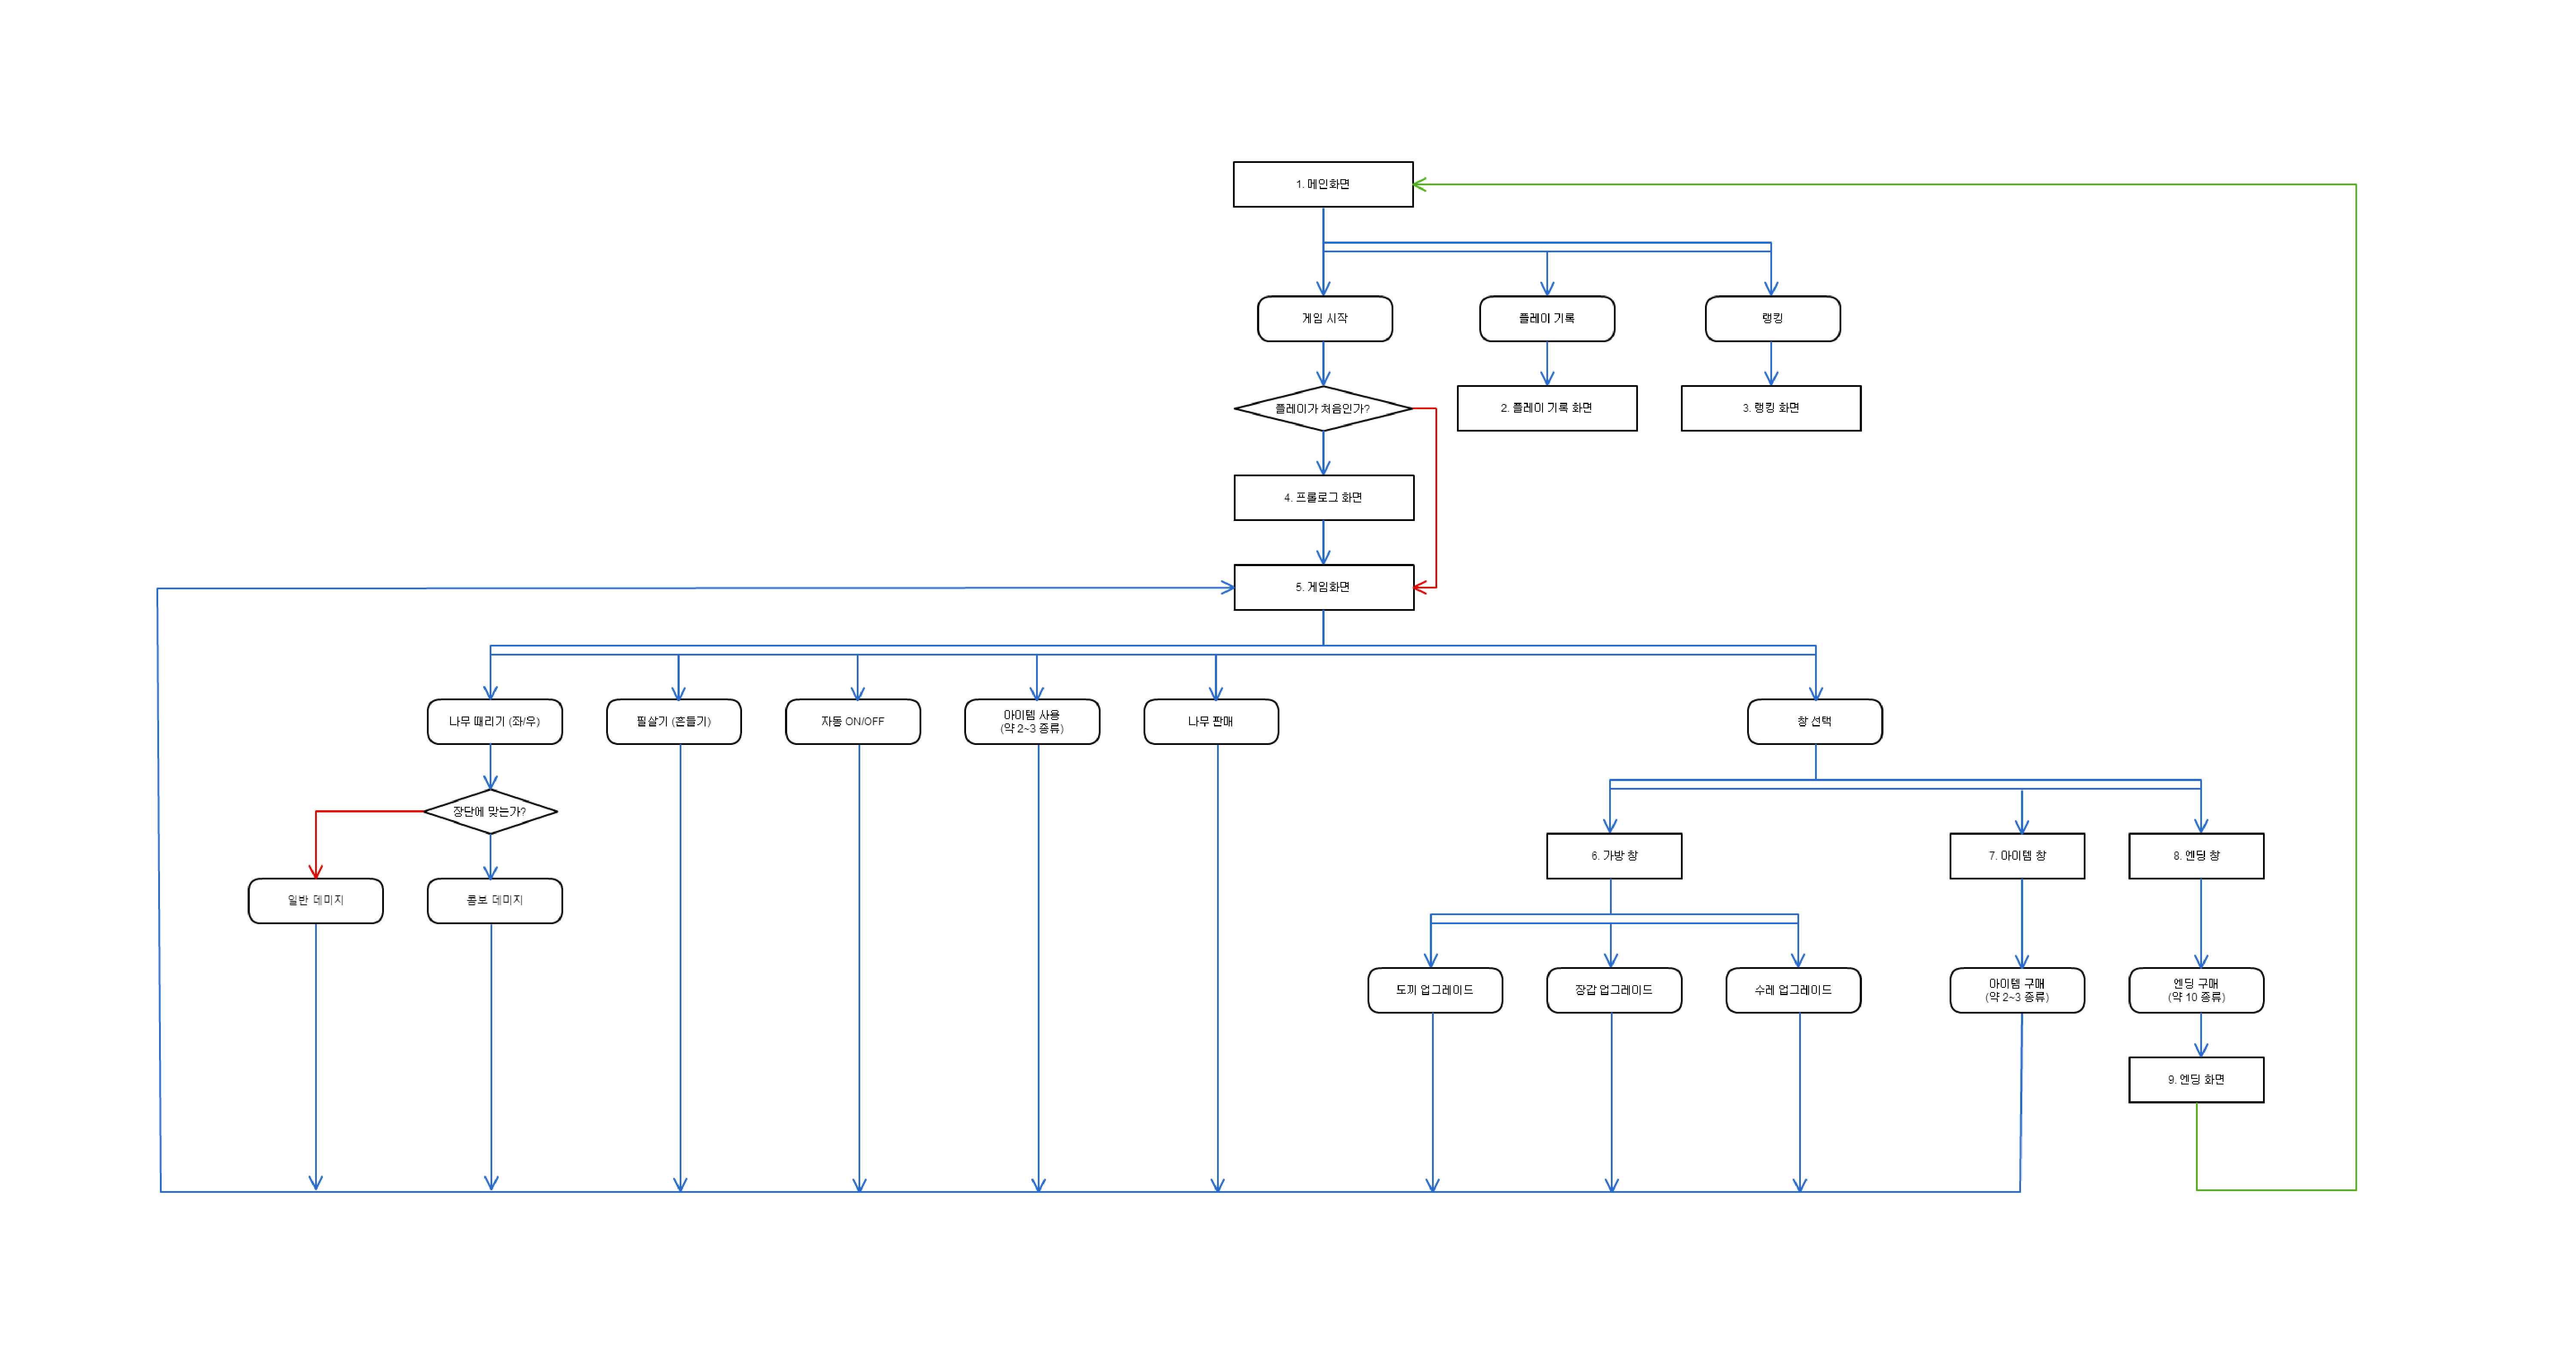 1. 메인화면
게임 시작
플레이 기록
랭킹
플레이가 처음인가?
2. 플레이 기록 화면
3. 랭킹 화면
4. 프롤로그 화면
5. 게임화면
나무 때리기 (좌/우)
필살기 (흔들기)
자동 ON/OFF
아이템 사용
(약 2~3 종류)
나무 판매
창 선택
장단에 맞는가?
6. 가방 창
7. 아이템 창
8. 엔딩 창
일반 데미지
콤보 데미지
도끼 업그레이드
장갑 업그레이드
수레 업그레이드
아이템 구매
(약 2~3 종류)
엔딩 구매
(약 10 종류)
9. 엔딩 화면